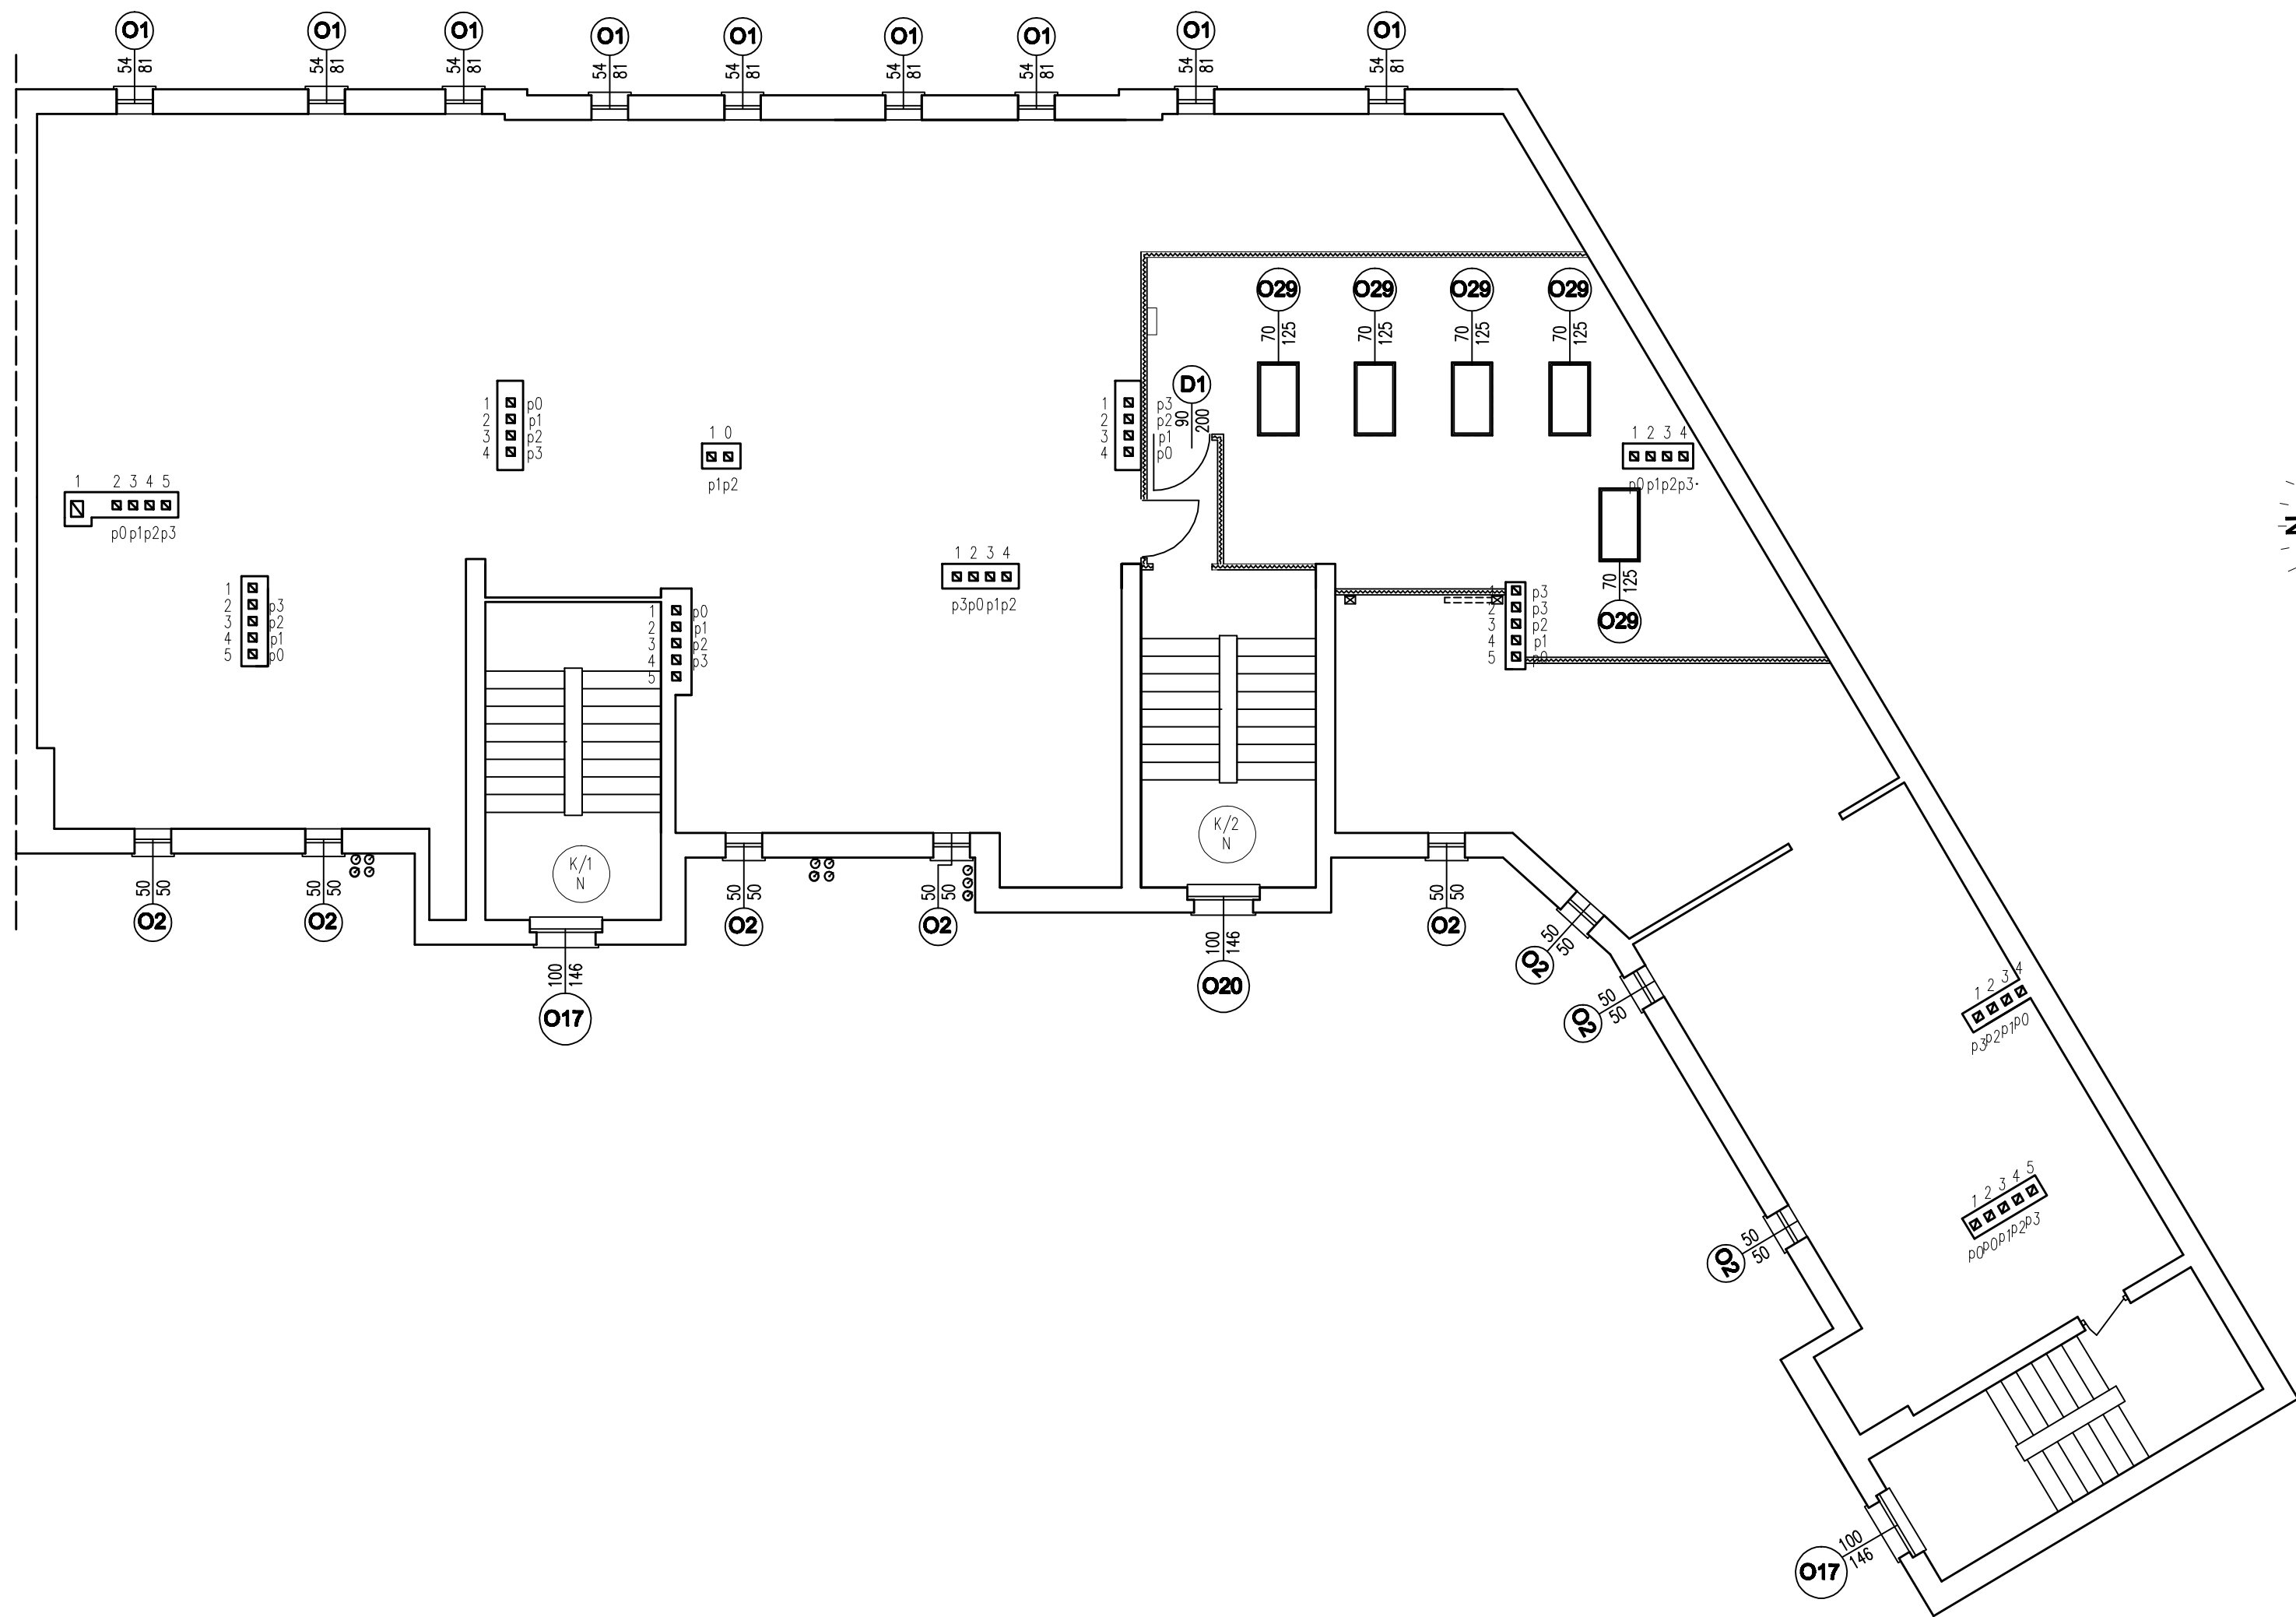 O1 O1 O1 O1 O1 O1 O1 O1 O1
54 81 54 81 54 81 54 81 54 81 54 81 54 81 54 81 54 81
O29 O29 O29 O29
70 125 70 125 70 125 70 125
D1
90 200
1 p0
2 p1
3 p2
4 p3
1 p3
2 p2
3 p1
4 p0
1 0
p1p2
1 2 3 4
p0p1p2p3
1 2 3 4 5
p0p1p2p3
N
1 2 3 4
p3p0p1p2
1
2 p3
3 p2
4 p1
5 p0
1 p0
2 p1
3 p2
4 p3
5
1 p3
2 p3
3 p2
4 p1
5 p0
70 125
O29
K/1
N
K/2
N
50 50 50 50 50 50 50 50 50 50
O2 O2 O2 O2 O2
100 146
O17
100 146
O20
50 50
O2
50 50
O2
1 2 3 4
p3p2p1p0
1 2 3 4 5
p0p0p1p2p3
50 50
O2
100 146
O17